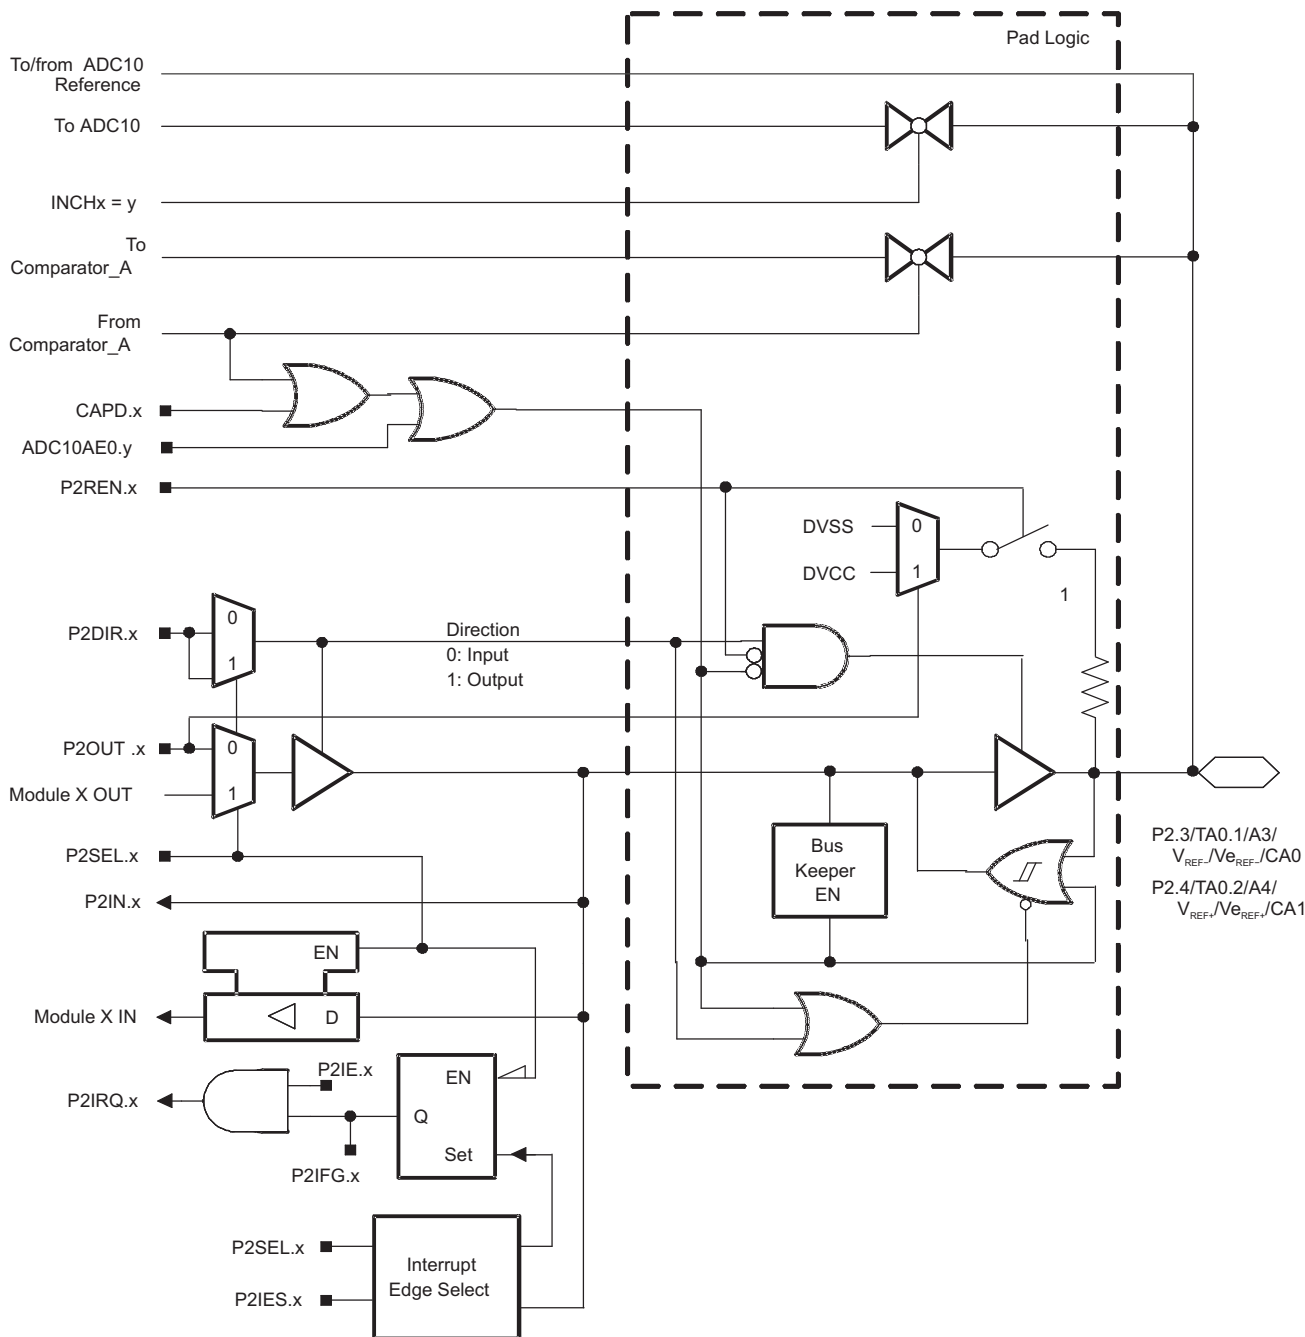 Pad Logic
To/from ADC10
Reference
To ADC10
INCHx = y
To
Comparator_A
From
Comparator_A
CAPD.x
ADC10AE0.y
P2REN.x
DVSS
0
DVCC
1
1
P2DIR.x
0
1
Direction
0: Input
1: Output
P2OUT .x
0
Module X OUT
1
P2SEL.x
Bus
Keeper
EN
P2.3/TA0.1/A3/
VREF-/VeREF-/CA0
P2.4/TA0.2/A4/
VREF+/VeREF+/CA1
P2IN.x
EN
Module X IN
D
P2IE.x
EN
P2IRQ.x
Q
Set
P2IFG.x
P2SEL.x
Interrupt
Edge Select
P2IES.x